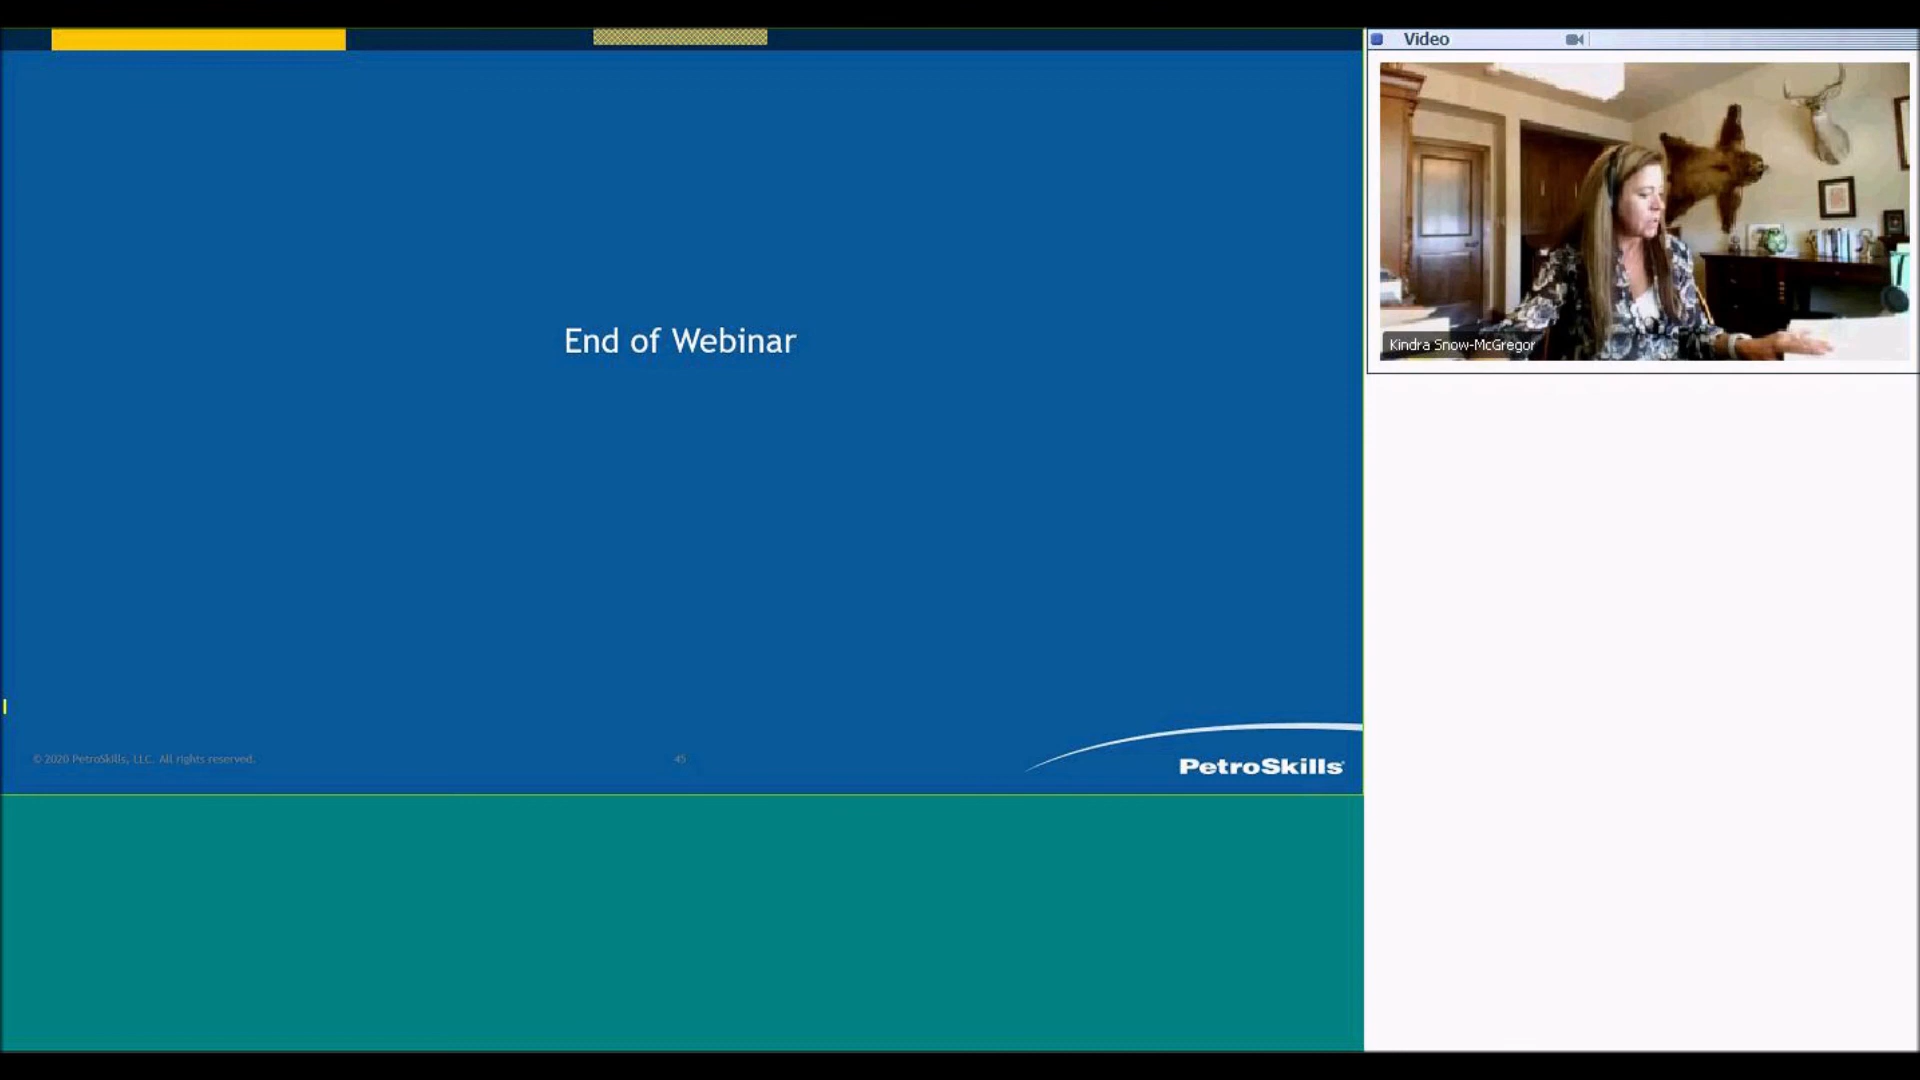 Video
End of Webinar
Kindra Snow-McGregor
© 2020 PetroSkills, LLC. All rights reserved.
45
PetroSkills